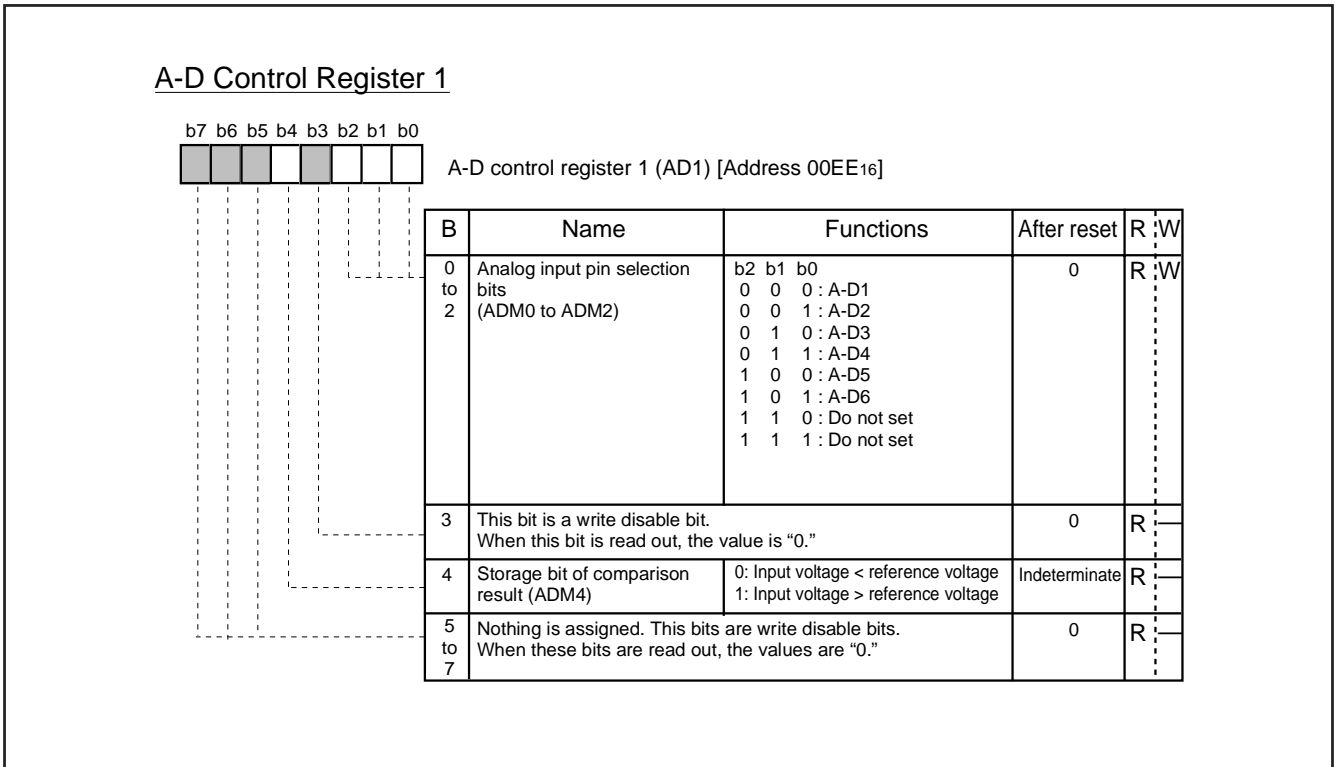 A-D Control Register 1
b7 b6 b5 b4 b3 b2 b1 b0
A-D control register 1 (AD1) [Address 00EE16]
B Name Functions After reset R W
0 to 2 Analog input pin selection bits (ADM0 to ADM2)
b2 b1 b0
0 0 0 : A-D1
0 0 1 : A-D2
0 1 0 : A-D3
0 1 1 : A-D4
1 0 0 : A-D5
1 0 1 : A-D6
1 1 0 : Do not set
1 1 1 : Do not set
0 R W
3 This bit is a write disable bit.
When this bit is read out, the value is “0.”
0 R —
4 Storage bit of comparison
result (ADM4)
0: Input voltage < reference voltage
1: Input voltage > reference voltage
Indeterminate R —
5 to 7 Nothing is assigned. This bits are write disable bits.
When these bits are read out, the values are “0.”
0 R —